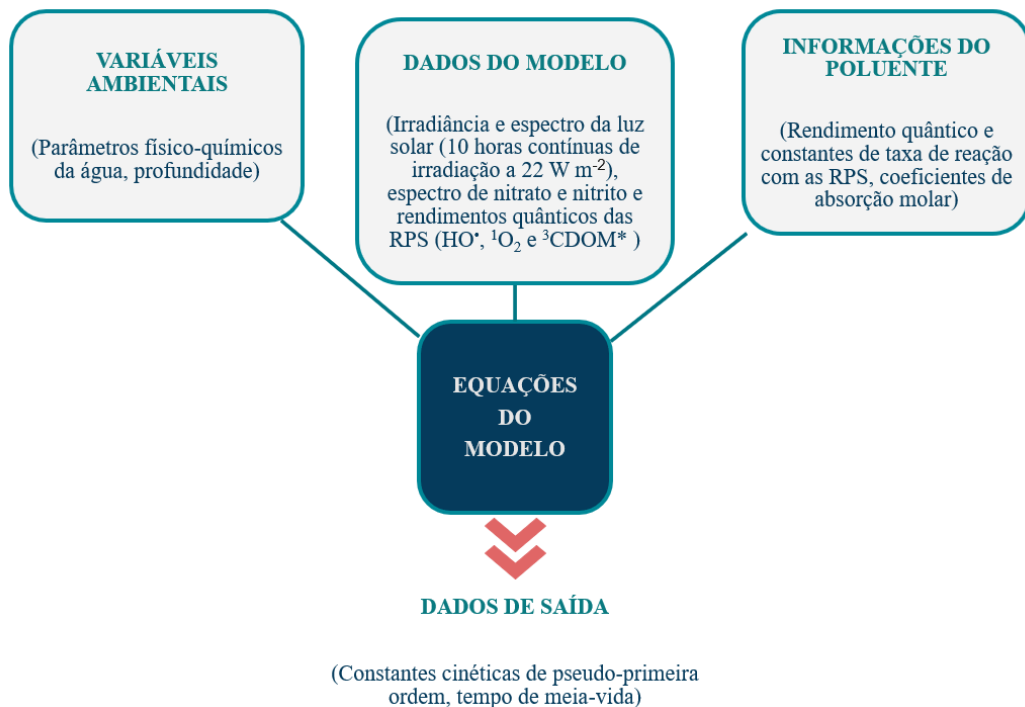 VARIÁVEIS
AMBIENTAIS
(Parâmetros físico-químicos
da água, profundidade)
DADOS DO MODELO
(Irradiância e espectro da luz
solar (10 horas contínuas de
irradiação a 22 W m⁻²),
espectro de nitrato e nitrito e
rendimentos quânticos das
RPS (HO•, ¹O₂ e ³CDOM* )
INFORMAÇÕES DO
POLUENTE
(Rendimento quântico e
constantes de taxa de reação
com as RPS, coeficientes de
absorção molar)
EQUAÇÕES
DO
MODELO
DADOS DE SAÍDA
(Constantes cinéticas de pseudo-primeira
ordem, tempo de meia-vida)